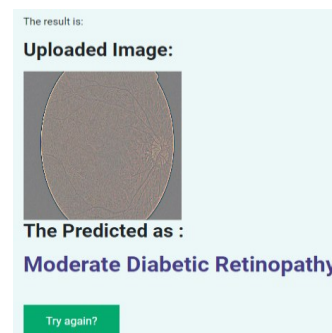 The result is:
Uploaded Image:
The Predicted as :
Moderate Diabetic Retinopathy
Try again?